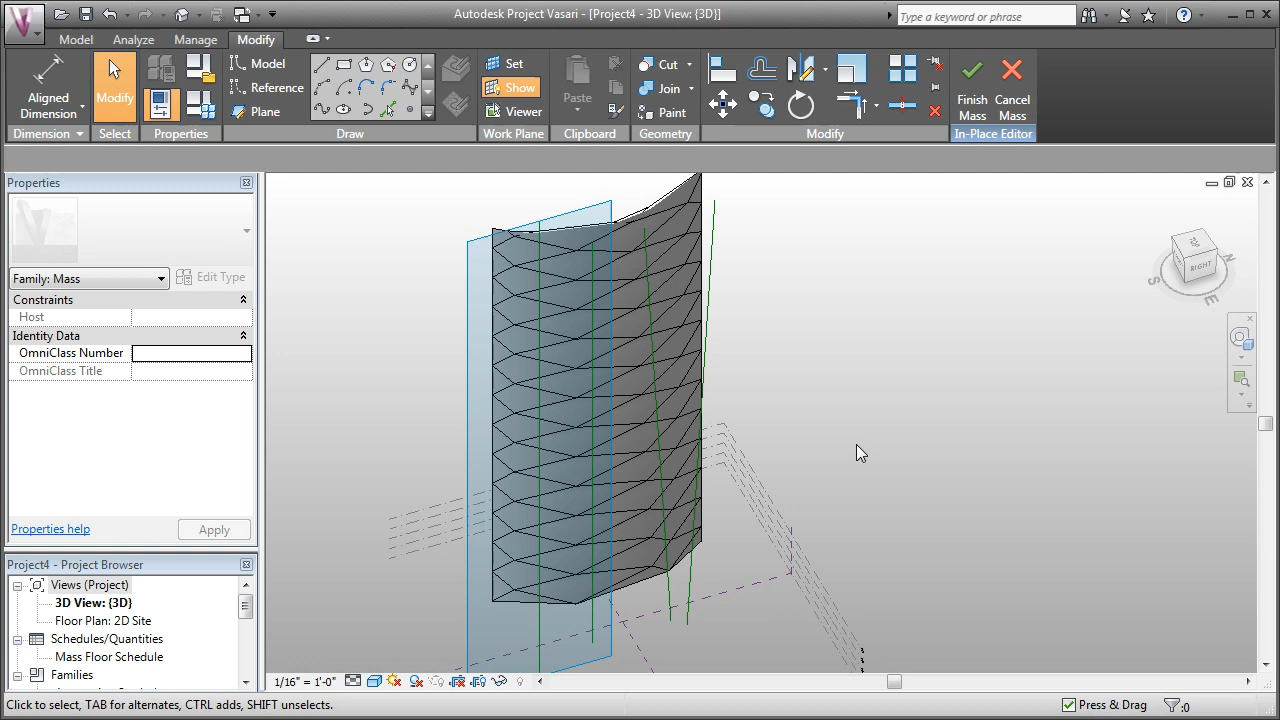 Autodesk Project Vasari - [Project4 - 3D View: {3D}]
Type a keyword or phrase
Model
Analyze
Manage
Modify
Aligned
Dimension
Modify
Model
Reference
Plane
Set
Show
Viewer
Paste
Cut
Join
Paint
Finish
Mass
Cancel
Mass
Dimension
Select
Properties
Draw
Work Plane
Clipboard
Geometry
Modify
In-Place Editor
Properties
Family: Mass
Edit Type
Constraints
Host
Identity Data
OmniClass Number
OmniClass Title
Properties help
Apply
TOP
RIGHT
N
S
E
Project4 - Project Browser
Views (Project)
3D View: {3D}
Floor Plan: 2D Site
Schedules/Quantities
Mass Floor Schedule
Families
1/16" = 1'-0"
Click to select, TAB for alternates, CTRL adds, SHIFT unselects.
Press & Drag
:0